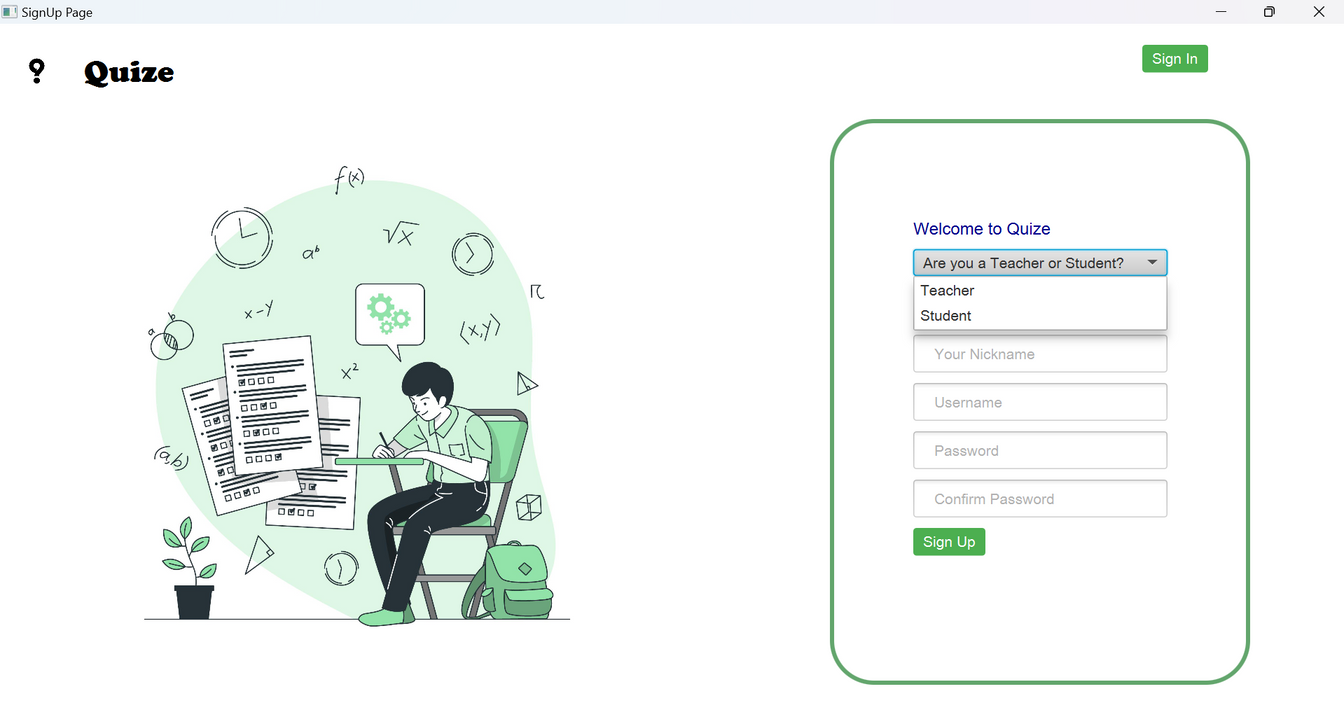 SignUp Page
?
Quize
Sign In
f(x)
√x
aᵇ
x-y
a b
(x,y)
x²
(a,b)
Welcome to Quize
Are you a Teacher or Student?
Teacher
Student
Your Nickname
Username
Password
Confirm Password
Sign Up